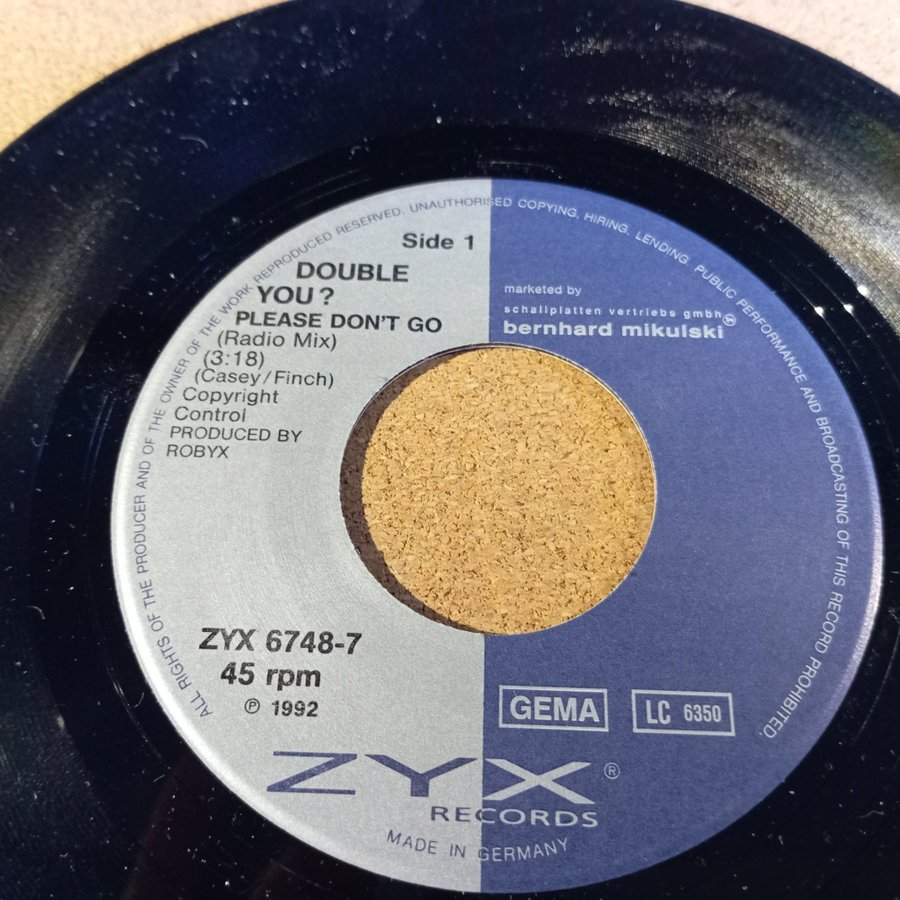 ALL RIGHTS OF THE PRODUCER AND OF THE OWNER OF THE WORK REPRODUCED RESERVED. UNAUTHORISED COPYING, HIRING, LENDING PUBLIC PERFORMANCE AND BROADCASTING OF THIS RECORD PROHIBITED.
Side 1
DOUBLE
YOU?
PLEASE DON'T GO
(Radio Mix)
(3:18)
(Casey/Finch)
Copyright
Control
PRODUCED BY
ROBYX
marketed by
schallplatten vertriebs gmbh
bernhard mikulski
ZYX 6748-7
45 rpm
℗ 1992
GEMA
LC 6350
ZYX®
RECORDS
MADE IN GERMANY